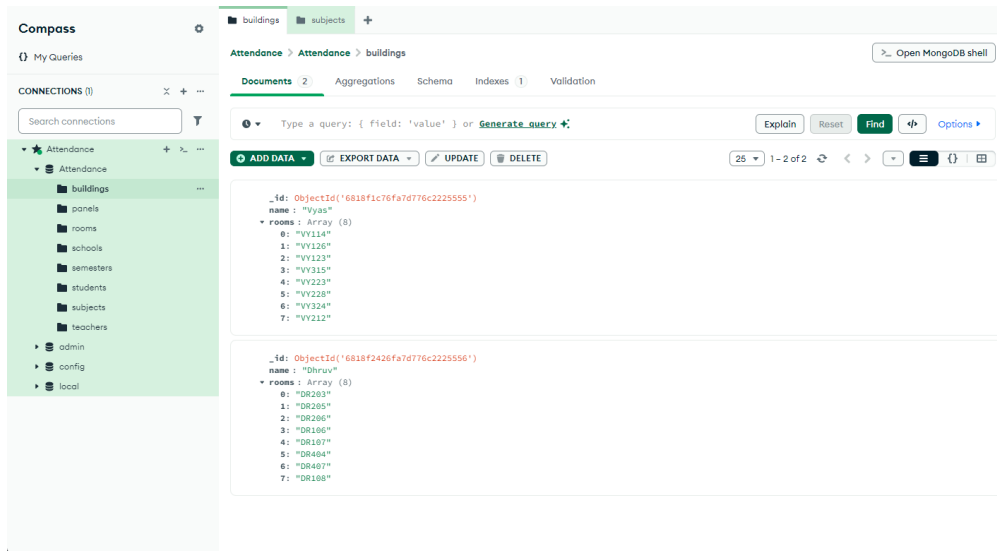 Compass
{} My Queries
CONNECTIONS (1)
Search connections
Attendance
Attendance
buildings
panels
rooms
schools
semesters
students
subjects
teachers
admin
config
local
buildings
subjects
Attendance > Attendance > buildings
>_ Open MongoDB shell
Documents 2 Aggregations Schema Indexes 1 Validation
Type a query: { field: 'value' } or Generate query
Explain Reset Find </> Options
ADD DATA EXPORT DATA UPDATE DELETE
25 1 – 2 of 2 {}
_id: ObjectId('6818f1c76fa7d776c2225555')
name : "Vyas"
rooms : Array (8)
0: "VY114"
1: "VY126"
2: "VY123"
3: "VY315"
4: "VY223"
5: "VY228"
6: "VY324"
7: "VY212"
_id: ObjectId('6818f2426fa7d776c2225556')
name : "Dhruv"
rooms : Array (8)
0: "DR203"
1: "DR205"
2: "DR206"
3: "DR106"
4: "DR107"
5: "DR404"
6: "DR407"
7: "DR108"